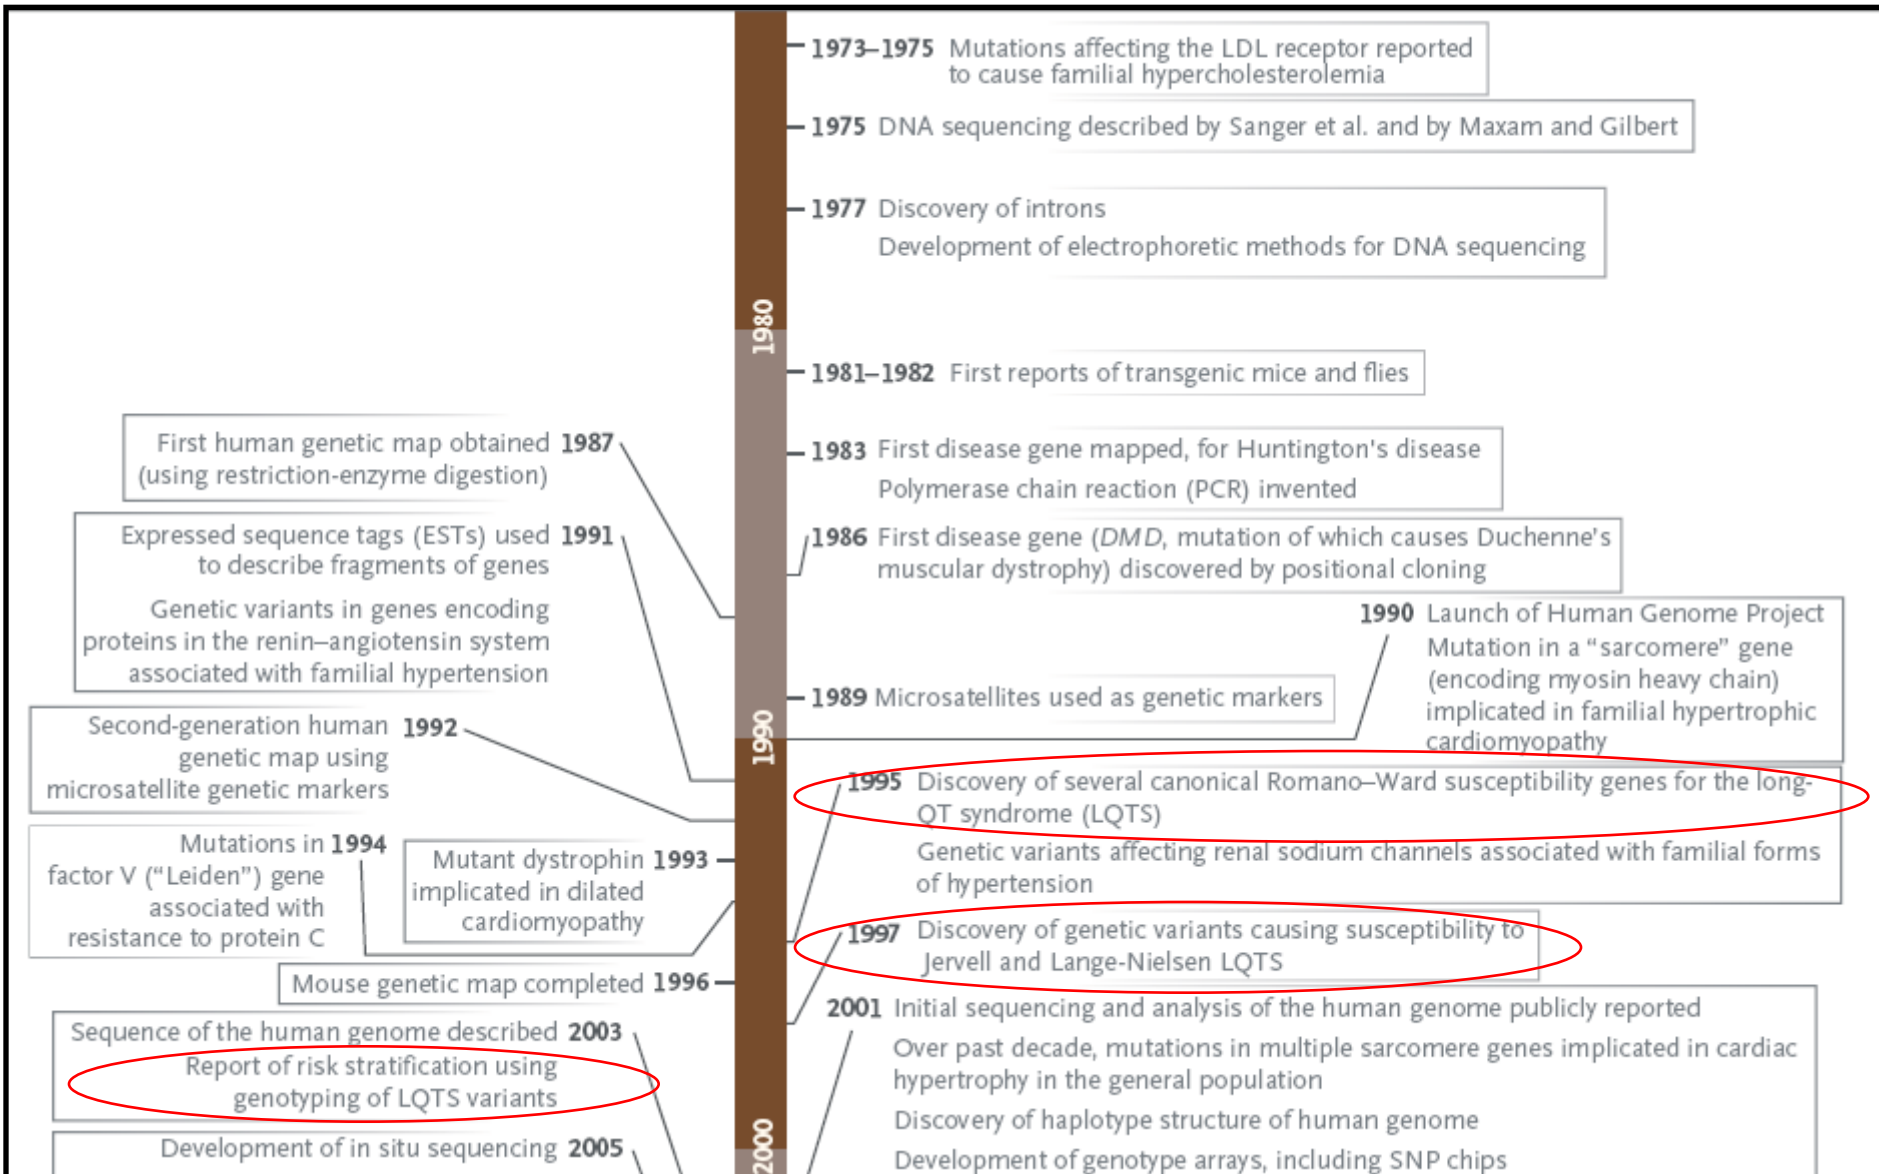 1973–1975 Mutations affecting the LDL receptor reported
to cause familial hypercholesterolemia
1975 DNA sequencing described by Sanger et al. and by Maxam and Gilbert
1977 Discovery of introns
Development of electrophoretic methods for DNA sequencing
1980
1981–1982 First reports of transgenic mice and flies
First human genetic map obtained 1987
(using restriction-enzyme digestion)
1983 First disease gene mapped, for Huntington's disease
Polymerase chain reaction (PCR) invented
Expressed sequence tags (ESTs) used 1991
to describe fragments of genes
Genetic variants in genes encoding
proteins in the renin–angiotensin system
associated with familial hypertension
1986 First disease gene (DMD, mutation of which causes Duchenne's
muscular dystrophy) discovered by positional cloning
1990 Launch of Human Genome Project
Mutation in a “sarcomere” gene
(encoding myosin heavy chain)
implicated in familial hypertrophic
cardiomyopathy
1989 Microsatellites used as genetic markers
1990
Second-generation human 1992
genetic map using
microsatellite genetic markers
1995 Discovery of several canonical Romano–Ward susceptibility genes for the long-
QT syndrome (LQTS)
Genetic variants affecting renal sodium channels associated with familial forms
of hypertension
Mutations in 1994
factor V (“Leiden”) gene
associated with
resistance to protein C
Mutant dystrophin 1993
implicated in dilated
cardiomyopathy
1997 Discovery of genetic variants causing susceptibility to
Jervell and Lange-Nielsen LQTS
Mouse genetic map completed 1996
2001 Initial sequencing and analysis of the human genome publicly reported
Over past decade, mutations in multiple sarcomere genes implicated in cardiac
hypertrophy in the general population
Discovery of haplotype structure of human genome
Development of genotype arrays, including SNP chips
Sequence of the human genome described 2003
Report of risk stratification using
genotyping of LQTS variants
Development of in situ sequencing 2005
2000